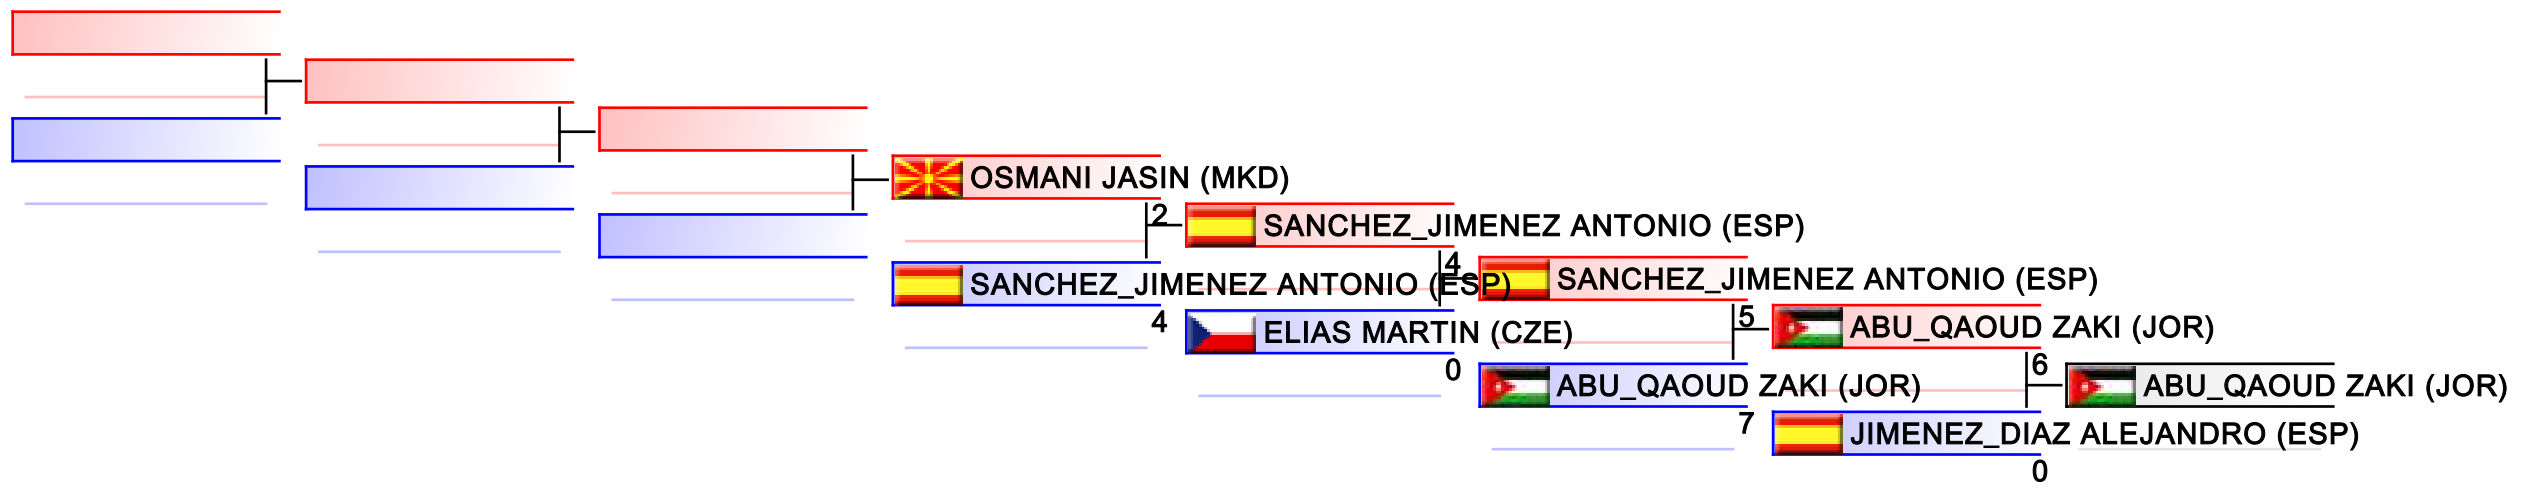 OSMANI JASIN (MKD)
2
SANCHEZ_JIMENEZ ANTONIO (ESP)
SANCHEZ_JIMENEZ ANTONIO (ESP)
4
4
SANCHEZ_JIMENEZ ANTONIO (ESP)
ELIAS MARTIN (CZE)
0
5
ABU_QAOUD ZAKI (JOR)
ABU_QAOUD ZAKI (JOR)
7
6
ABU_QAOUD ZAKI (JOR)
JIMENEZ_DIAZ ALEJANDRO (ESP)
0